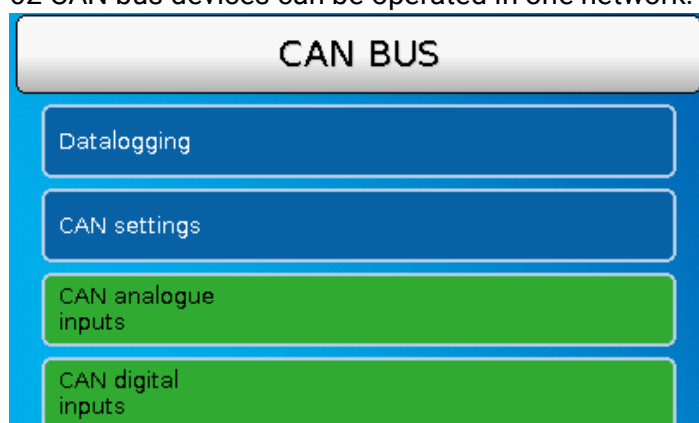 62 CAN bus devices can be operated in one network.
CAN BUS
Datalogging
CAN settings
CAN analogue
inputs
CAN digital
inputs